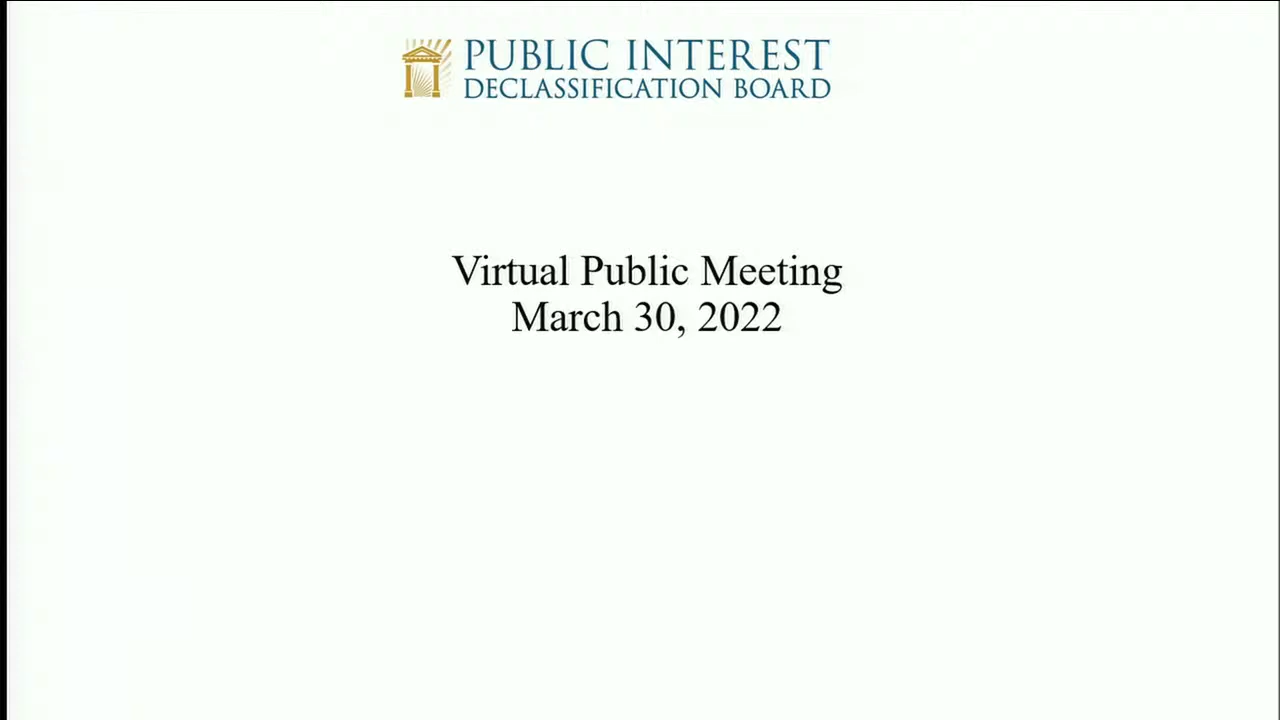 PUBLIC INTEREST
DECLASSIFICATION BOARD
Virtual Public Meeting
March 30, 2022